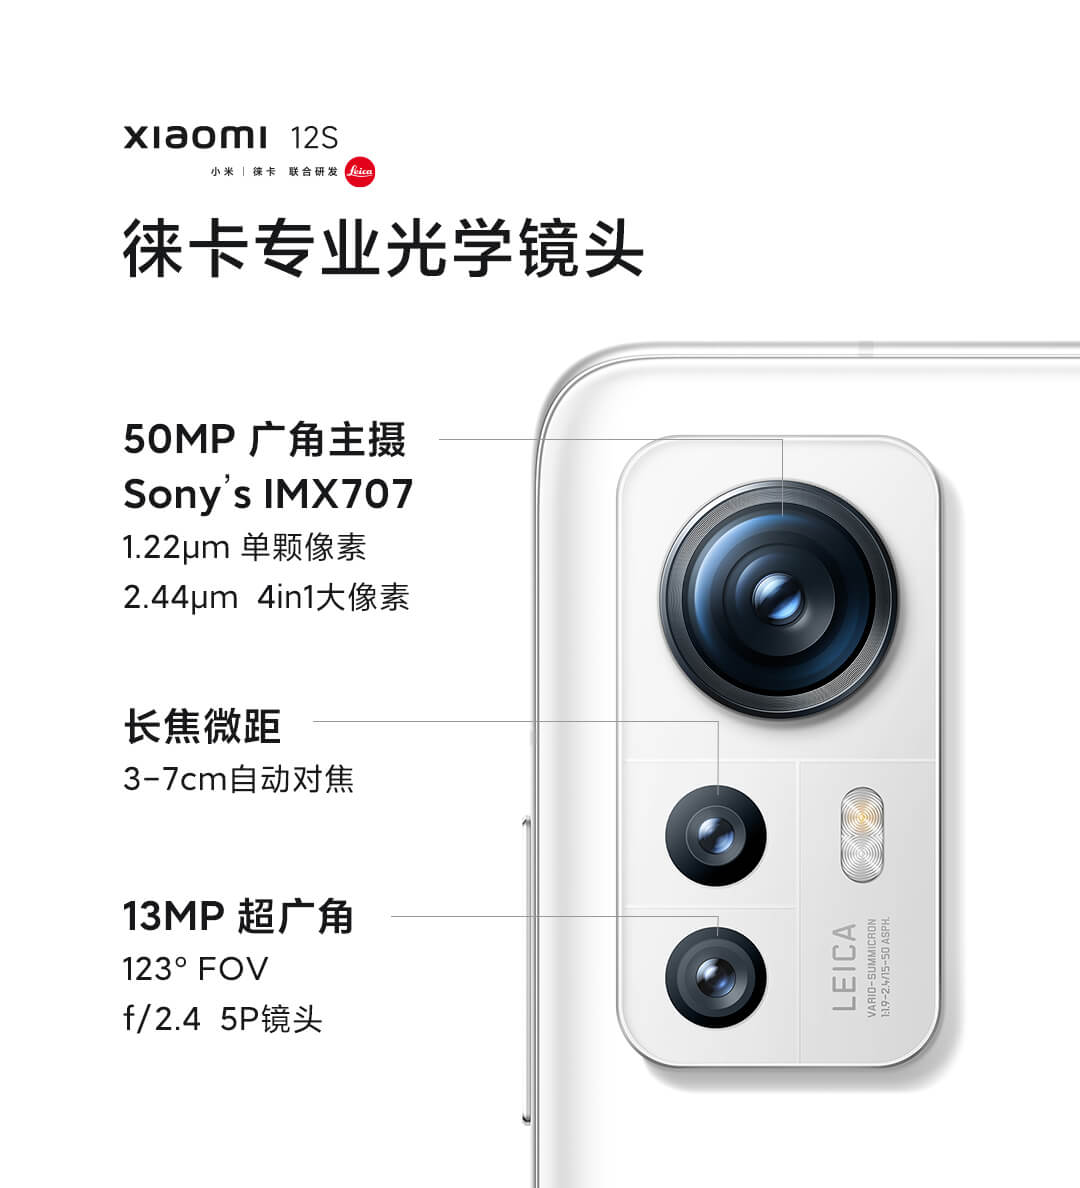 xiaomi 12S
小米 | 徕卡 联合研发 Leica
徕卡专业光学镜头
50MP 广角主摄
Sony's IMX707
1.22μm 单颗像素
2.44μm 4in1大像素
长焦微距
3-7cm自动对焦
13MP 超广角
123° FOV
f/2.4 5P镜头
LEICA
VARIO-SUMMICRON
1:1.9-2.4/15-50 ASPH.